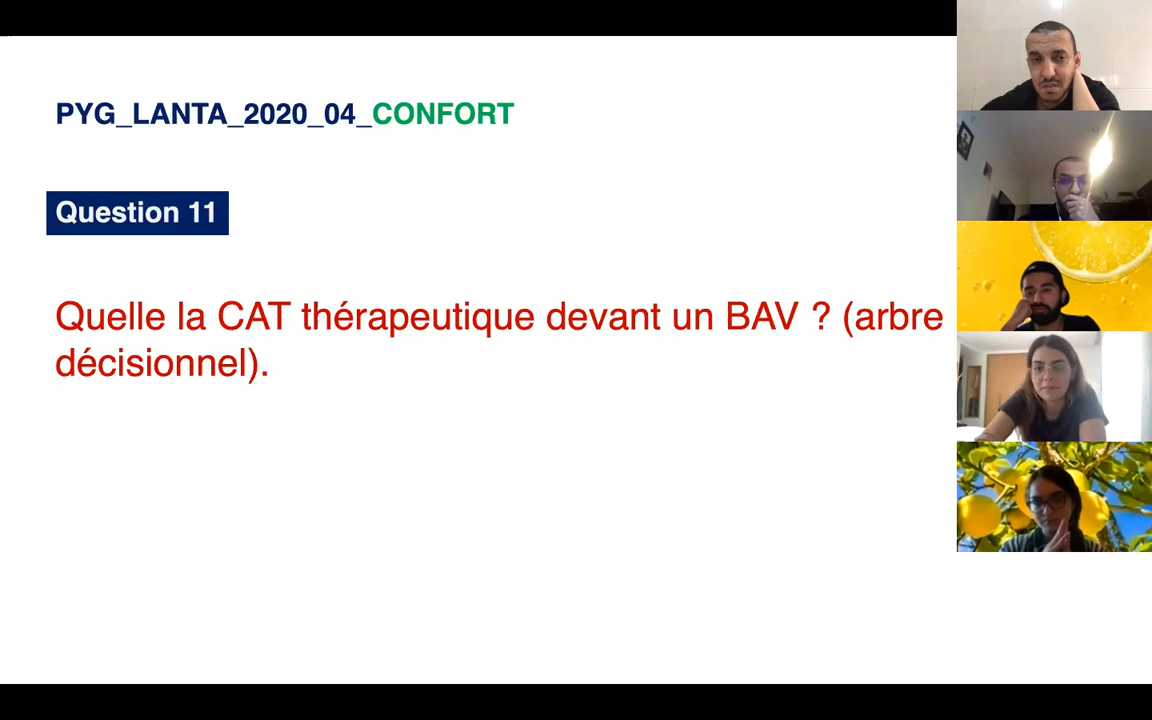 PYG_LANTA_2020_04_CONFORT
Question 11
Quelle la CAT thérapeutique devant un BAV ? (arbre
décisionnel).